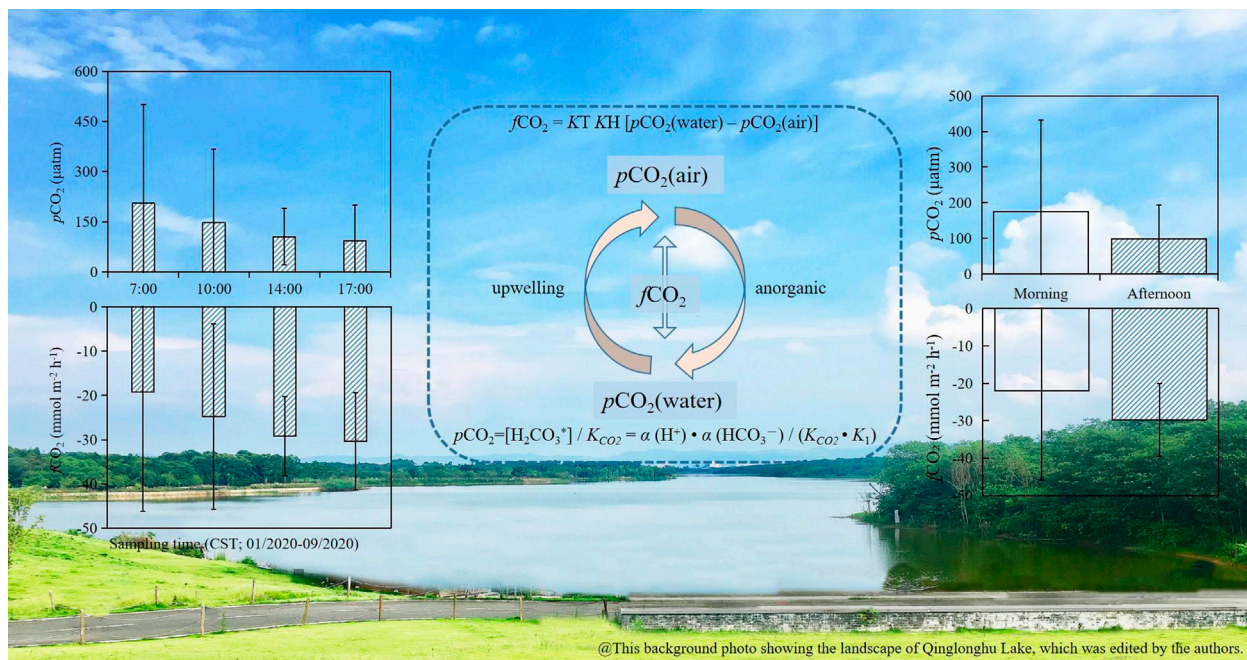 600
450
300
150
0
pCO₂ (µatm)
7:00 10:00 14:00 17:00
0
-10
-20
-30
-40
-50
fCO₂ (mmol m⁻² h⁻¹)
Sampling time (CST; 01/2020-09/2020)
fCO₂ = KT KH [pCO₂(water) – pCO₂(air)]
pCO₂(air)
upwelling
fCO₂
anorganic
pCO₂(water)
pCO₂=[H₂CO₃*] / K_CO2 = α (H⁺) • α (HCO₃⁻) / (K_CO2 • K₁)
500
400
300
200
100
0
pCO₂ (µatm)
Morning Afternoon
0
-10
-20
-30
-40
-50
fCO₂ (mmol m⁻² h⁻¹)
@This background photo showing the landscape of Qinglonghu Lake, which was edited by the authors.